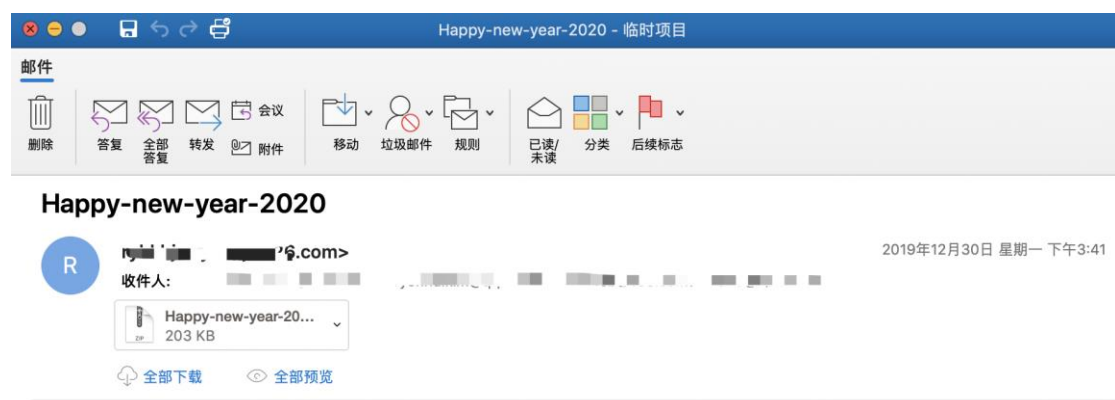 Happy-new-year-2020 - 临时项目
邮件
删除
答复
全部答复
转发
会议
附件
移动
垃圾邮件
规则
已读/未读
分类
后续标志
Happy-new-year-2020
R
6.com>
2019年12月30日 星期一 下午3:41
收件人:
Happy-new-year-20...
ZIP
203 KB
全部下载
全部预览